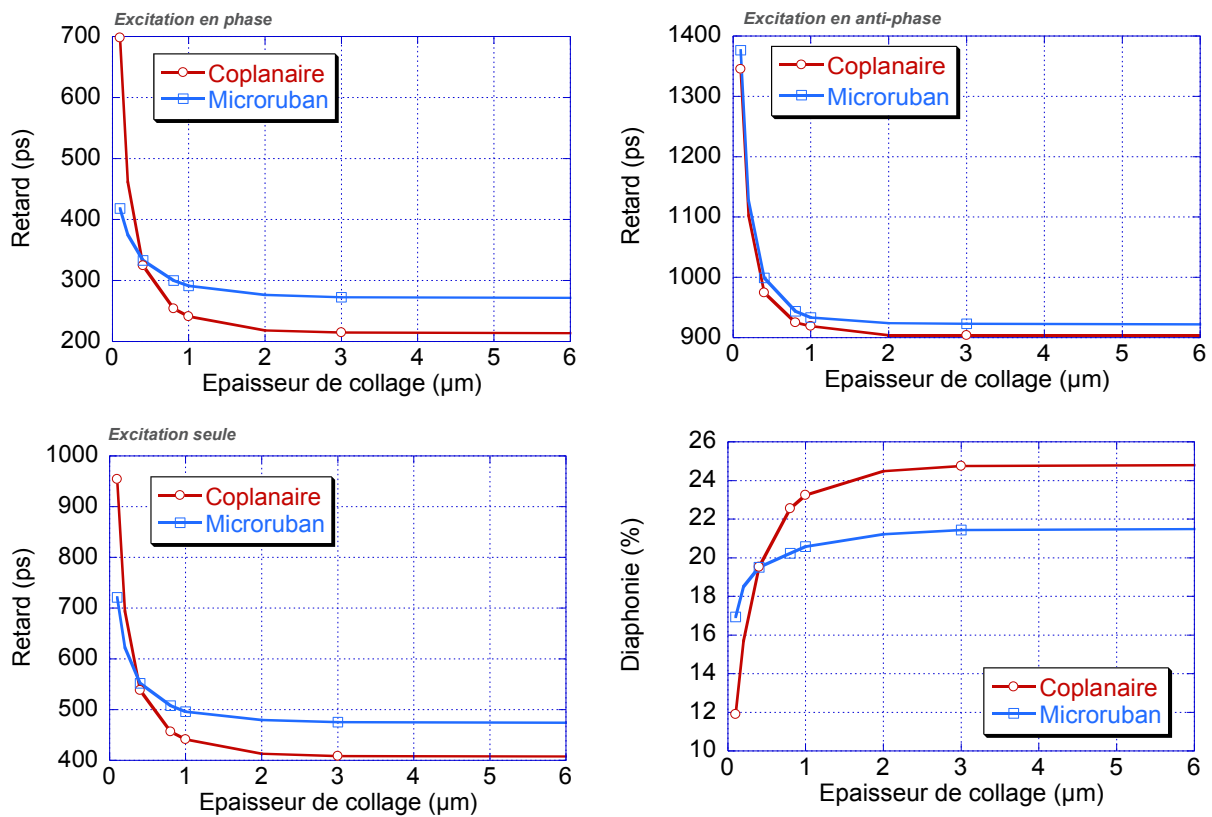 Excitation en phase
700
600
500
400
300
200
Retard (ps)
Coplanaire
Microruban
0 1 2 3 4 5 6
Epaisseur de collage (µm)
Excitation en anti-phase
1400
1300
1200
1100
1000
900
Retard (ps)
Coplanaire
Microruban
0 1 2 3 4 5 6
Epaisseur de collage (µm)
Excitation seule
1000
900
800
700
600
500
400
Retard (ps)
Coplanaire
Microruban
0 1 2 3 4 5 6
Epaisseur de collage (µm)
26
24
22
20
18
16
14
12
10
Diaphonie (%)
Coplanaire
Microruban
0 1 2 3 4 5 6
Epaisseur de collage (µm)